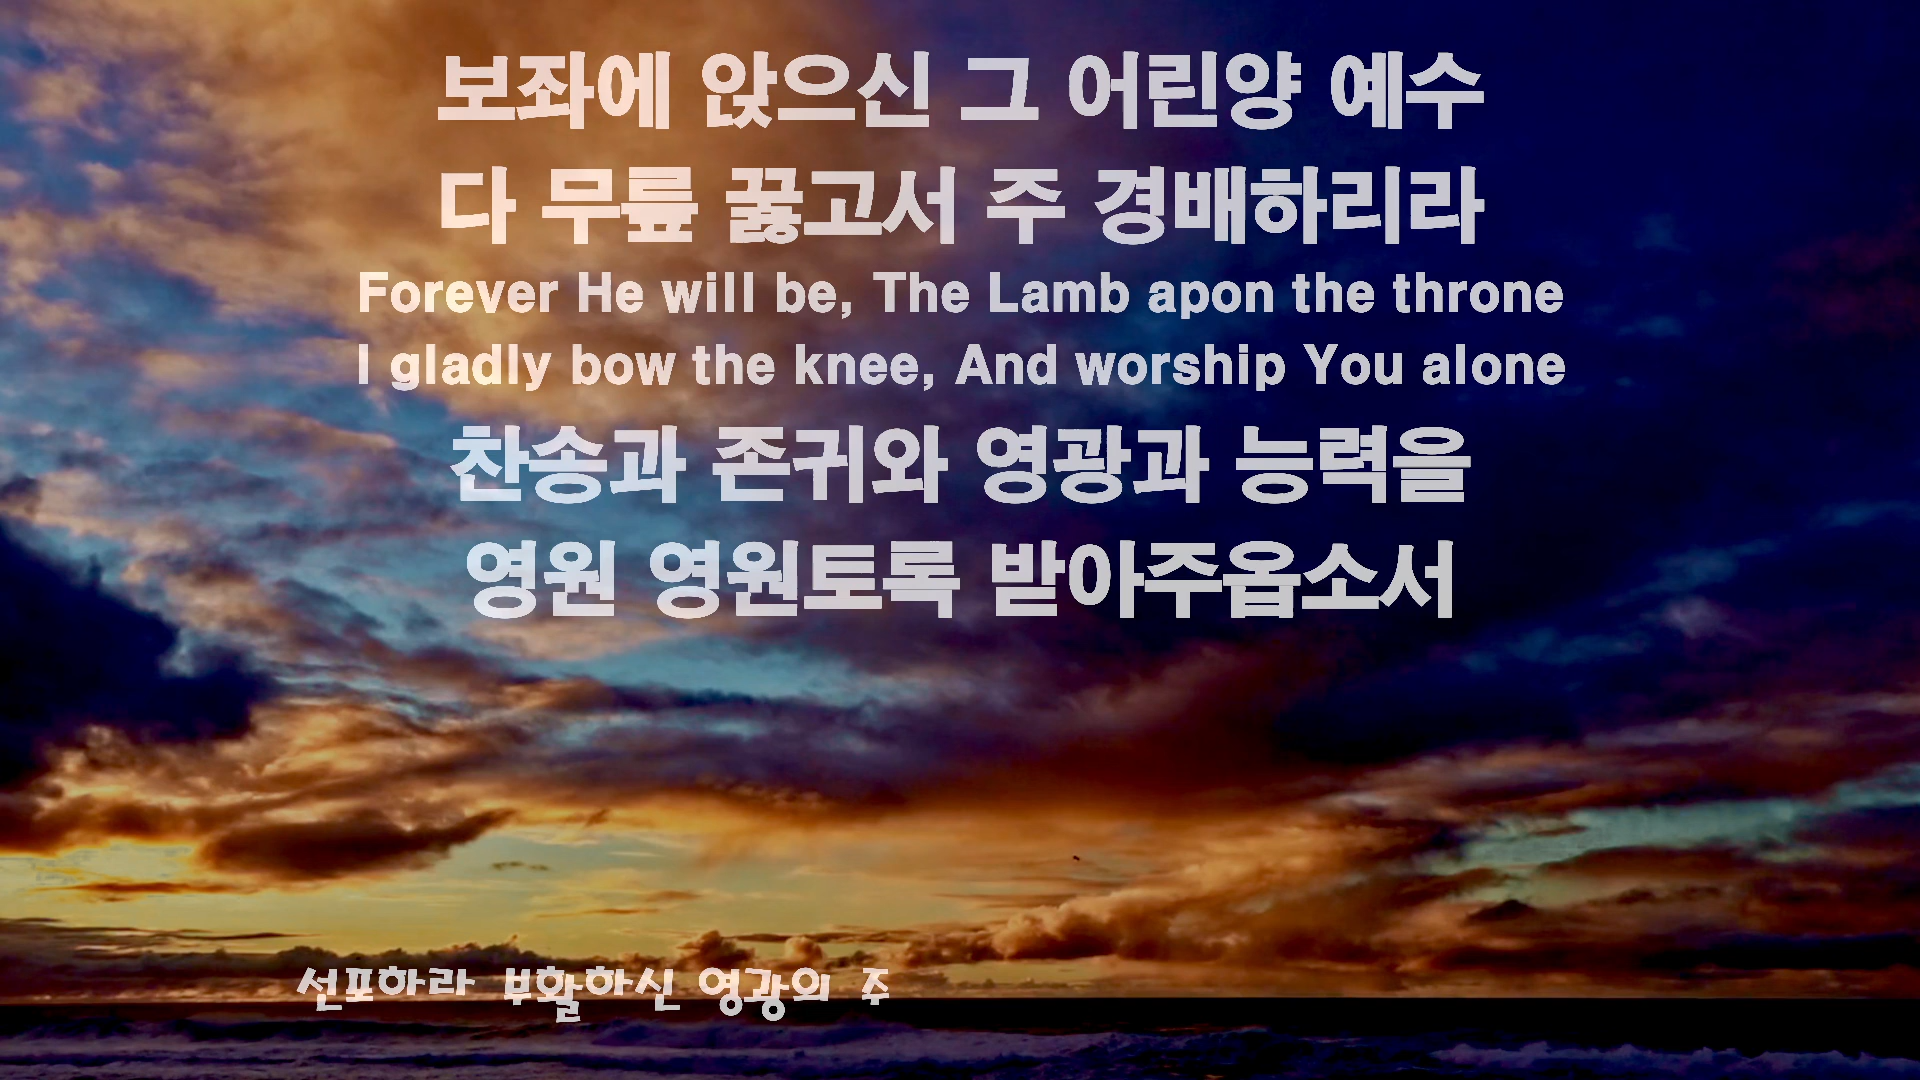 보좌에 앉으신 그 어린양 예수
다 무릎 꿇고서 주 경배하리라
Forever He will be, The Lamb apon the throne
I gladly bow the knee, And worship You alone
찬송과 존귀와 영광과 능력을
영원 영원토록 받아주옵소서
선포하라 부활하신 영광의 주